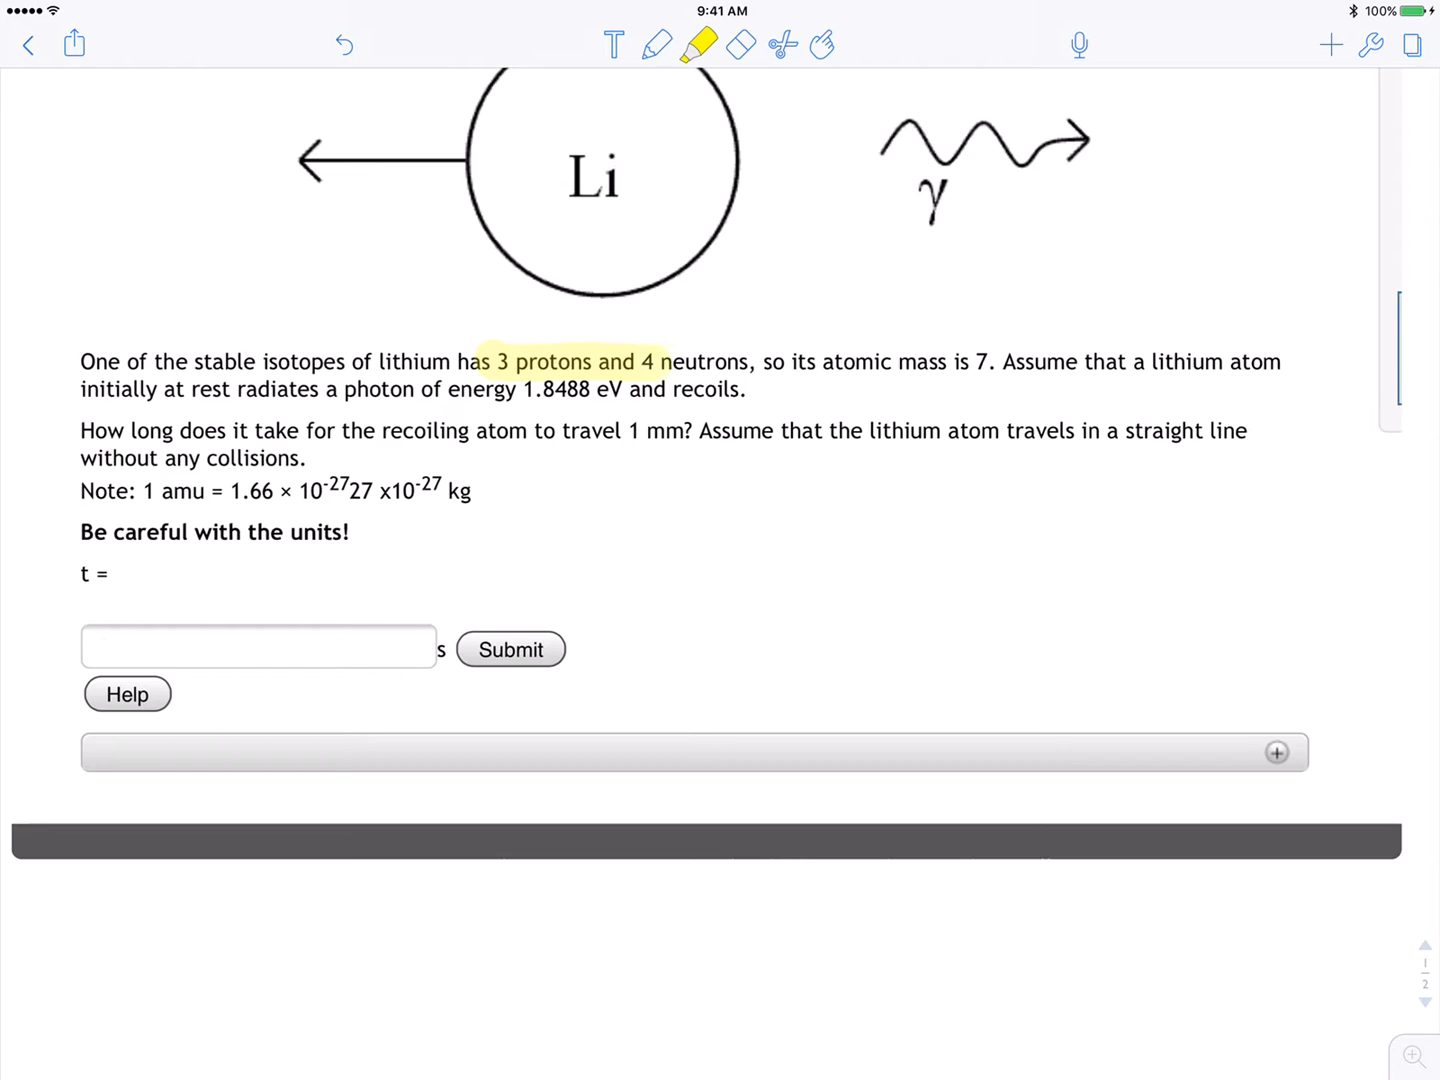 9:41 AM
100%
T
Li
γ
One of the stable isotopes of lithium has 3 protons and 4 neutrons, so its atomic mass is 7. Assume that a lithium atom
initially at rest radiates a photon of energy 1.8488 eV and recoils.
How long does it take for the recoiling atom to travel 1 mm? Assume that the lithium atom travels in a straight line
without any collisions.
Note: 1 amu = 1.66 × 10⁻²⁷27 x10⁻²⁷ kg
Be careful with the units!
t =
s Submit
Help
1
2